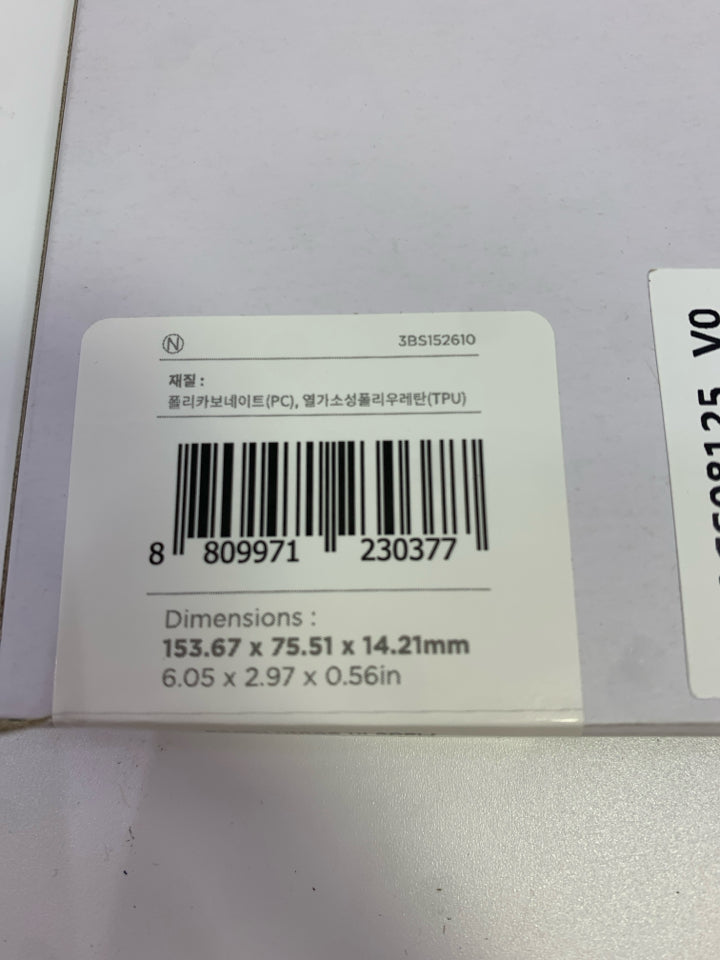 N
3BS152610
재질 :
폴리카보네이트(PC), 열가소성폴리우레탄(TPU)
8 809971 230377
Dimensions :
153.67 x 75.51 x 14.21mm
6.05 x 2.97 x 0.56in
V0